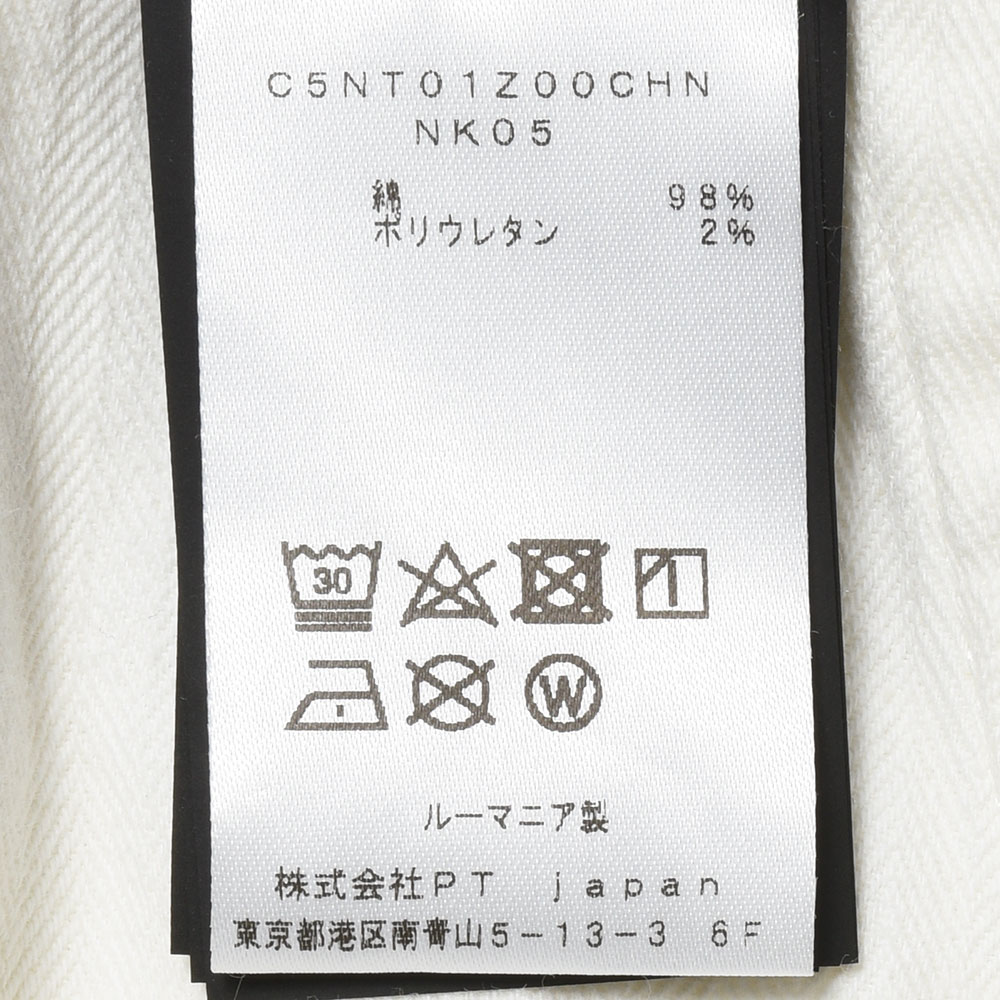 C5NT01Z00CHN
NK05
綿 98%
ポリウレタン 2%
30
W
ルーマニア製
株式会社PT japan
東京都港区南青山5-13-3 6F